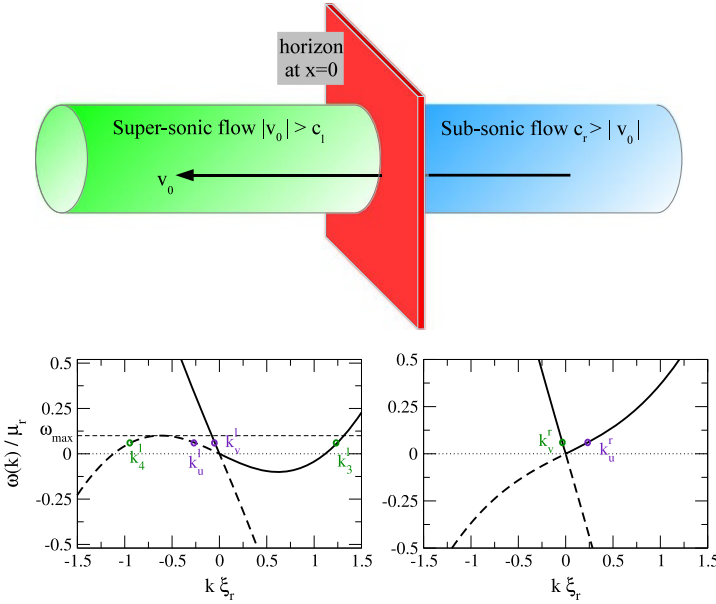 horizon
at x=0
Super-sonic flow |v₀| > cₗ
Sub-sonic flow cᵣ > | v₀|
v₀
0.5
0.25
ω_max
0
-0.25
-0.5
ω(k) / μᵣ
k₄ˡ
kᵤˡ
kᵥˡ
k₃ˡ
-1.5 -1 -0.5 0 0.5 1 1.5
k ξᵣ
0.5
0.25
0
-0.25
-0.5
kᵥʳ
kᵤʳ
-1.5 -1 -0.5 0 0.5 1 1.5
k ξᵣ